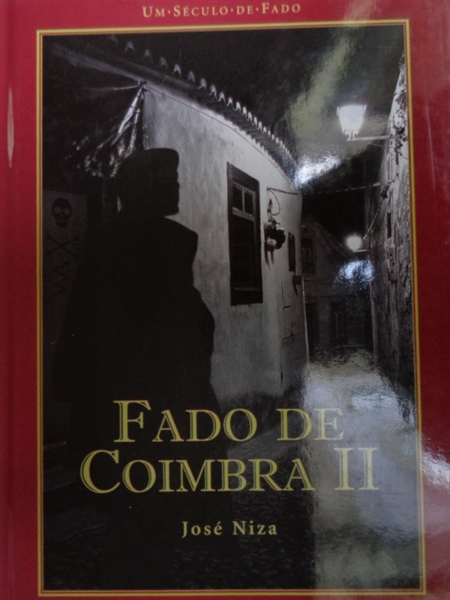 UM·SÉCULO·DE·FADO
FADO DE
COIMBRA II
José Niza